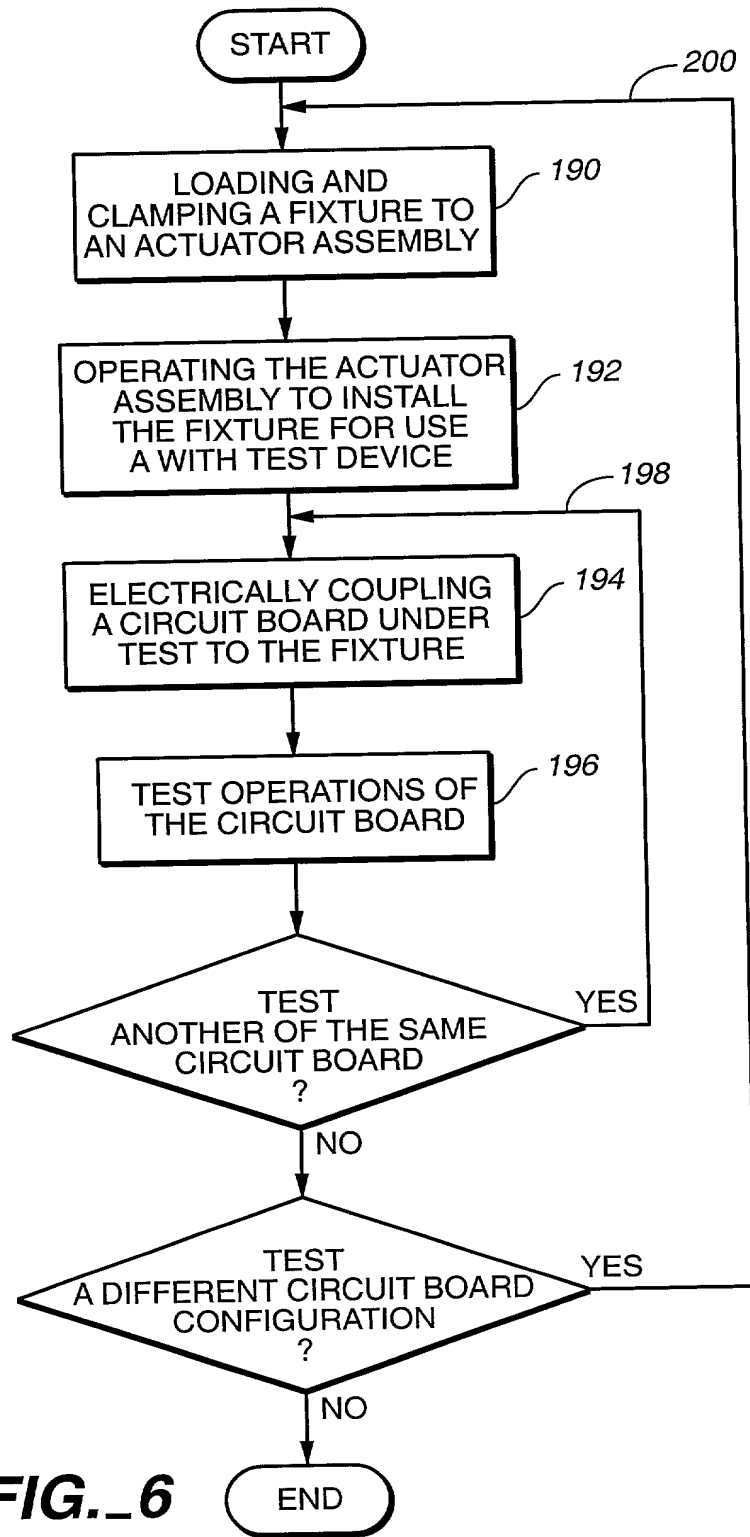 START
200
LOADING AND
CLAMPING A FIXTURE TO
AN ACTUATOR ASSEMBLY
190
OPERATING THE ACTUATOR
ASSEMBLY TO INSTALL
THE FIXTURE FOR USE
A WITH TEST DEVICE
192
198
ELECTRICALLY COUPLING
A CIRCUIT BOARD UNDER
TEST TO THE FIXTURE
194
TEST OPERATIONS OF
THE CIRCUIT BOARD
196
TEST
ANOTHER OF THE SAME
CIRCUIT BOARD
?
YES
NO
TEST
A DIFFERENT CIRCUIT BOARD
CONFIGURATION
?
YES
NO
END
FIG._6